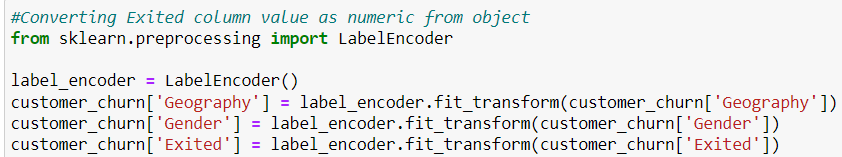 #Converting Exited column value as numeric from object
from sklearn.preprocessing import LabelEncoder
label_encoder = LabelEncoder()
customer_churn['Geography'] = label_encoder.fit_transform(customer_churn['Geography'])
customer_churn['Gender'] = label_encoder.fit_transform(customer_churn['Gender'])
customer_churn['Exited'] = label_encoder.fit_transform(customer_churn['Exited'])